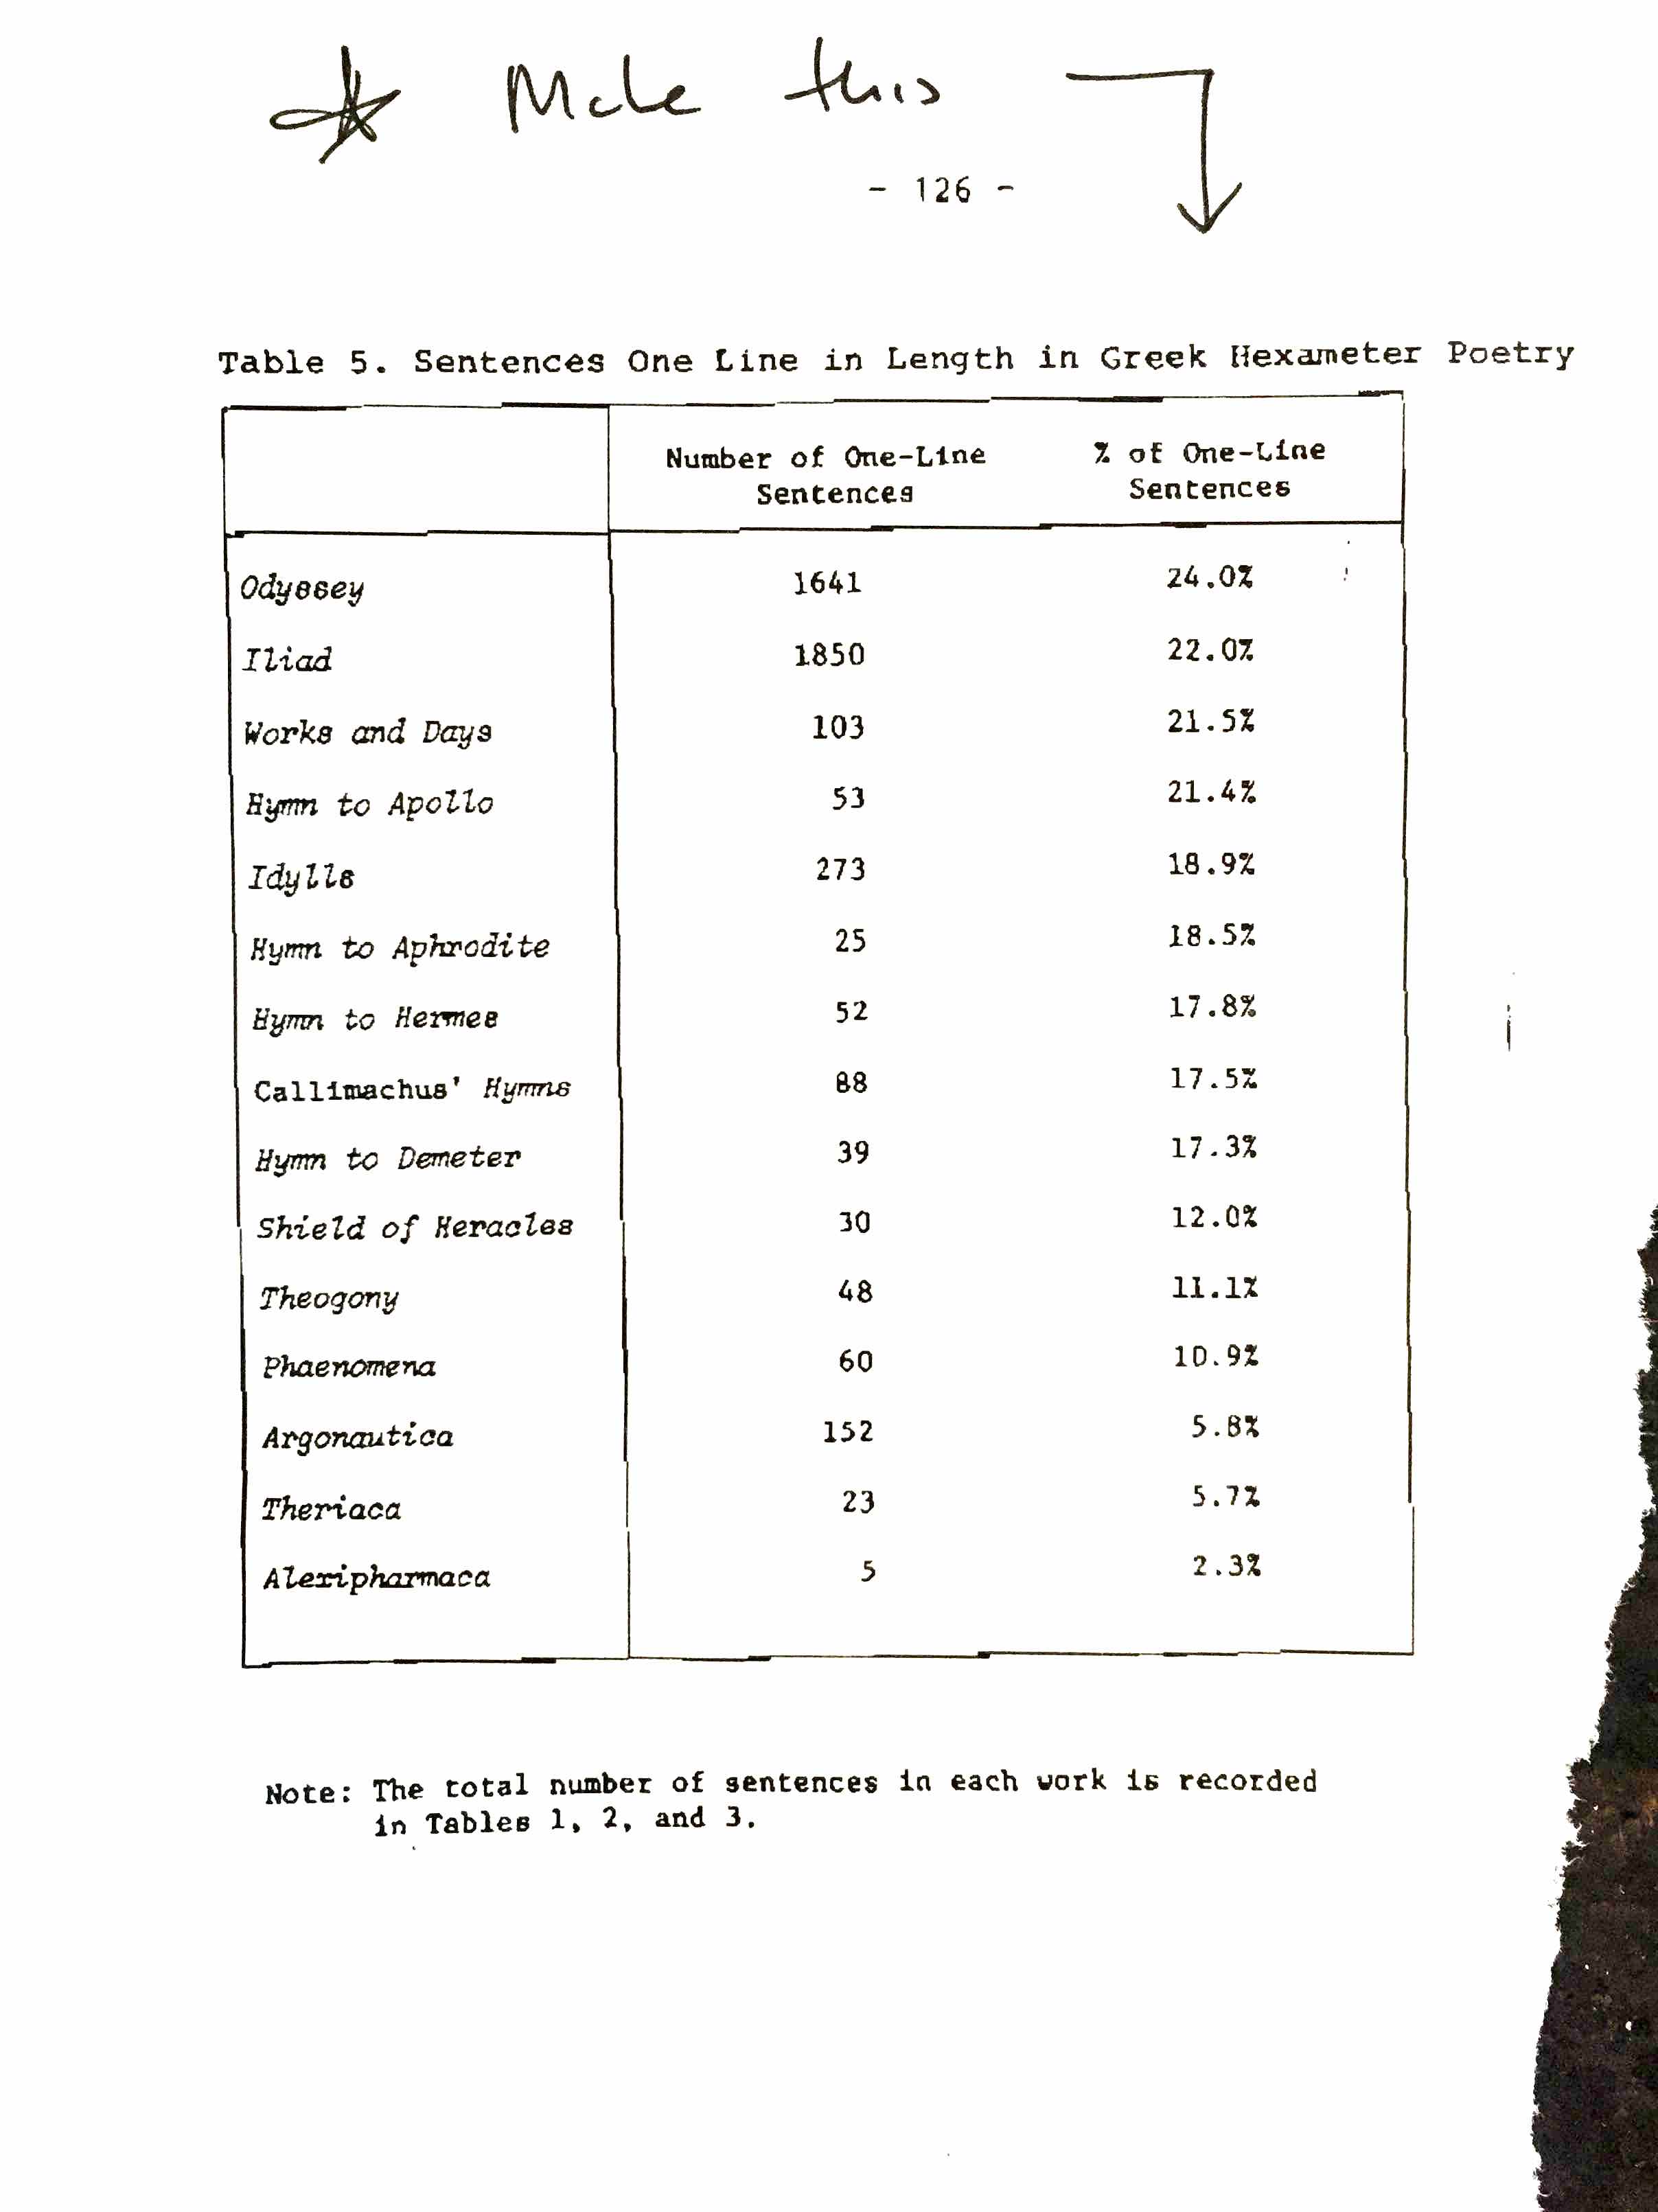 Make this
- 126 -
Table 5. Sentences One Line in Length in Greek Hexameter Poetry
Number of One-Line % of One-Line
Sentences Sentences
Odyssey 1641 24.0%
Iliad 1850 22.0%
Works and Days 103 21.5%
Hymn to Apollo 53 21.4%
Idylls 273 18.9%
Hymn to Aphrodite 25 18.5%
Hymn to Hermes 52 17.8%
Callimachus' Hymns 88 17.5%
Hymn to Demeter 39 17.3%
Shield of Heracles 30 12.0%
Theogony 48 11.1%
Phaenomena 60 10.9%
Argonautica 152 5.8%
Theriaca 23 5.7%
Alexipharmaca 5 2.3%
Note: The total number of sentences in each work is recorded
in Tables 1, 2, and 3.